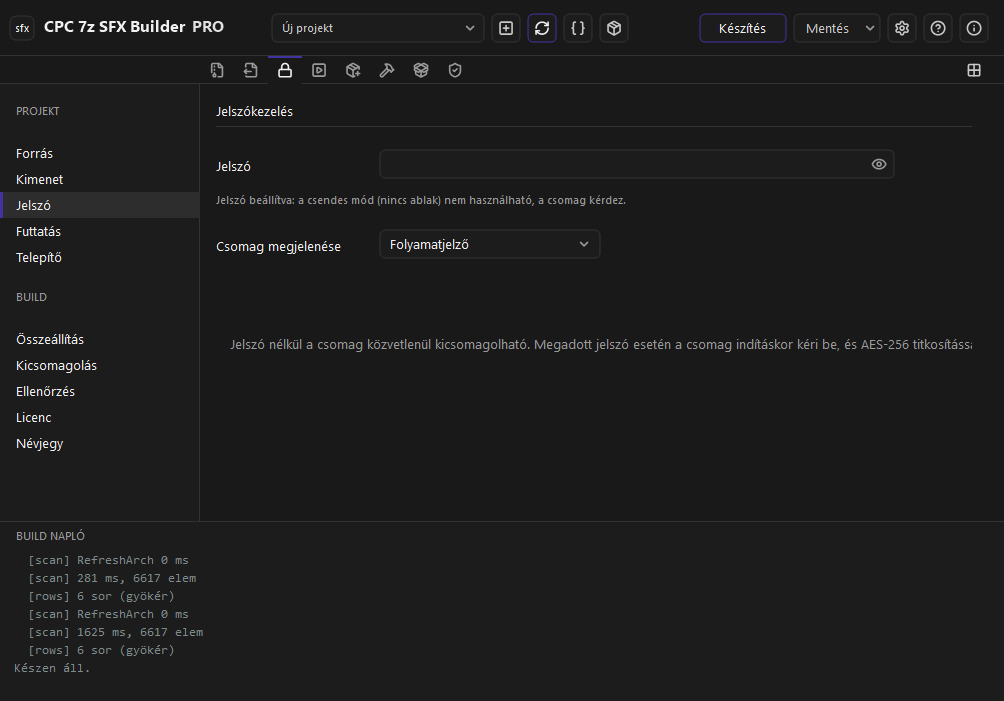 sfx CPC 7z SFX Builder PRO Új projekt Készítés Mentés
PROJEKT
Forrás
Kimenet
Jelszó
Futtatás
Telepítő
BUILD
Összeállítás
Kicsomagolás
Ellenőrzés
Licenc
Névjegy
Jelszókezelés
Jelszó
Jelszó beállítva: a csendes mód (nincs ablak) nem használható, a csomag kérdez.
Csomag megjelenése Folyamatjelző
Jelszó nélkül a csomag közvetlenül kicsomagolható. Megadott jelszó esetén a csomag indításkor kéri be, és AES-256 titkosítássa
BUILD NAPLÓ
[scan] RefreshArch 0 ms
[scan] 281 ms, 6617 elem
[rows] 6 sor (gyökér)
[scan] RefreshArch 0 ms
[scan] 1625 ms, 6617 elem
[rows] 6 sor (gyökér)
Készen áll.